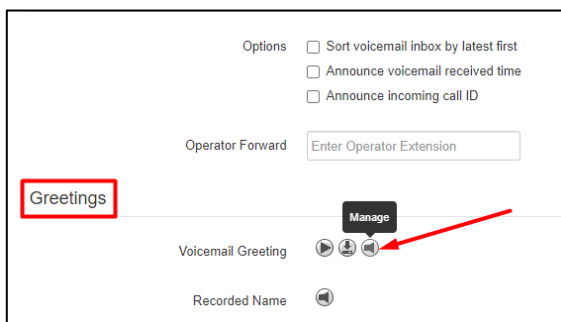 Options
Sort voicemail inbox by latest first
Announce voicemail received time
Announce incoming call ID
Operator Forward
Enter Operator Extension
Greetings
Manage
Voicemail Greeting
Recorded Name